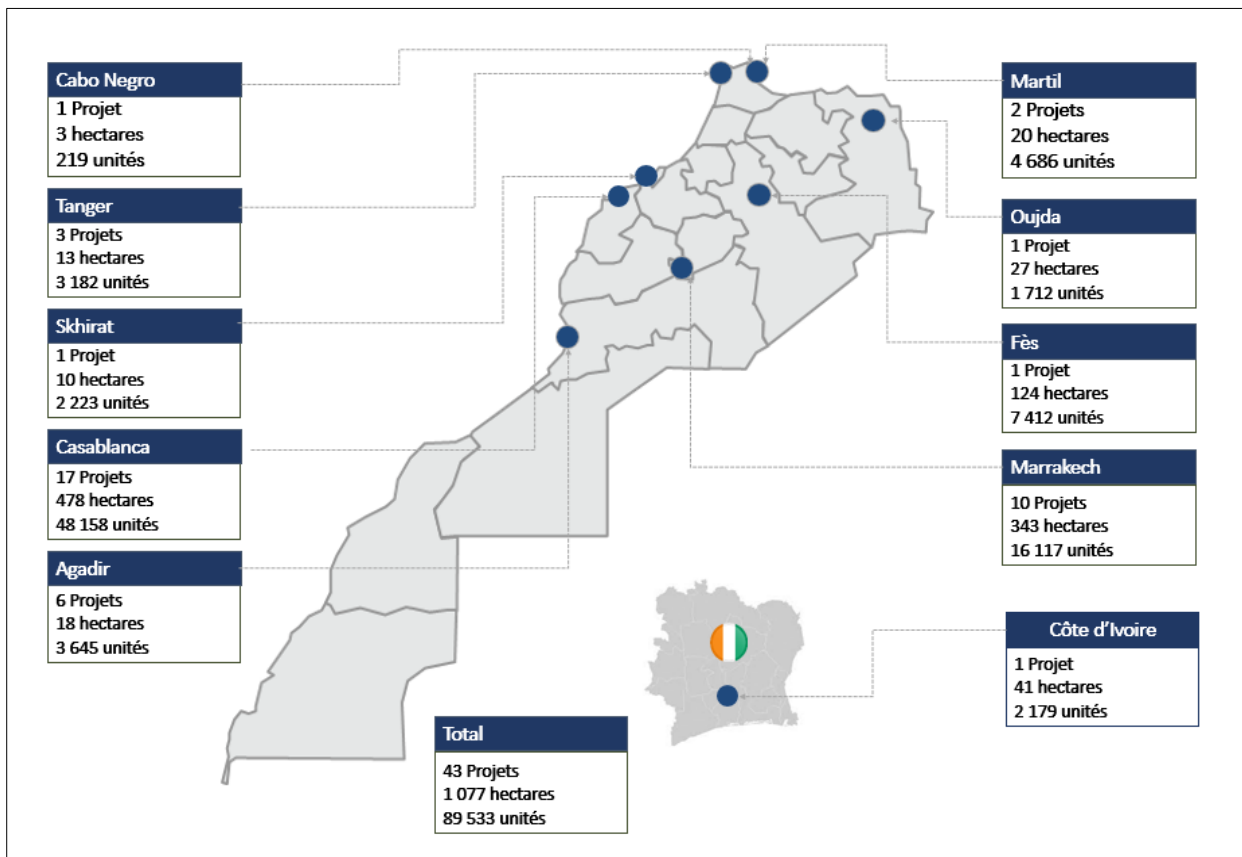 Cabo Negro
1 Projet
3 hectares
219 unités
Tanger
3 Projets
13 hectares
3 182 unités
Skhirat
1 Projet
10 hectares
2 223 unités
Casablanca
17 Projets
478 hectares
48 158 unités
Agadir
6 Projets
18 hectares
3 645 unités
Martil
2 Projets
20 hectares
4 686 unités
Oujda
1 Projet
27 hectares
1 712 unités
Fès
1 Projet
124 hectares
7 412 unités
Marrakech
10 Projets
343 hectares
16 117 unités
Côte d’Ivoire
1 Projet
41 hectares
2 179 unités
Total
43 Projets
1 077 hectares
89 533 unités